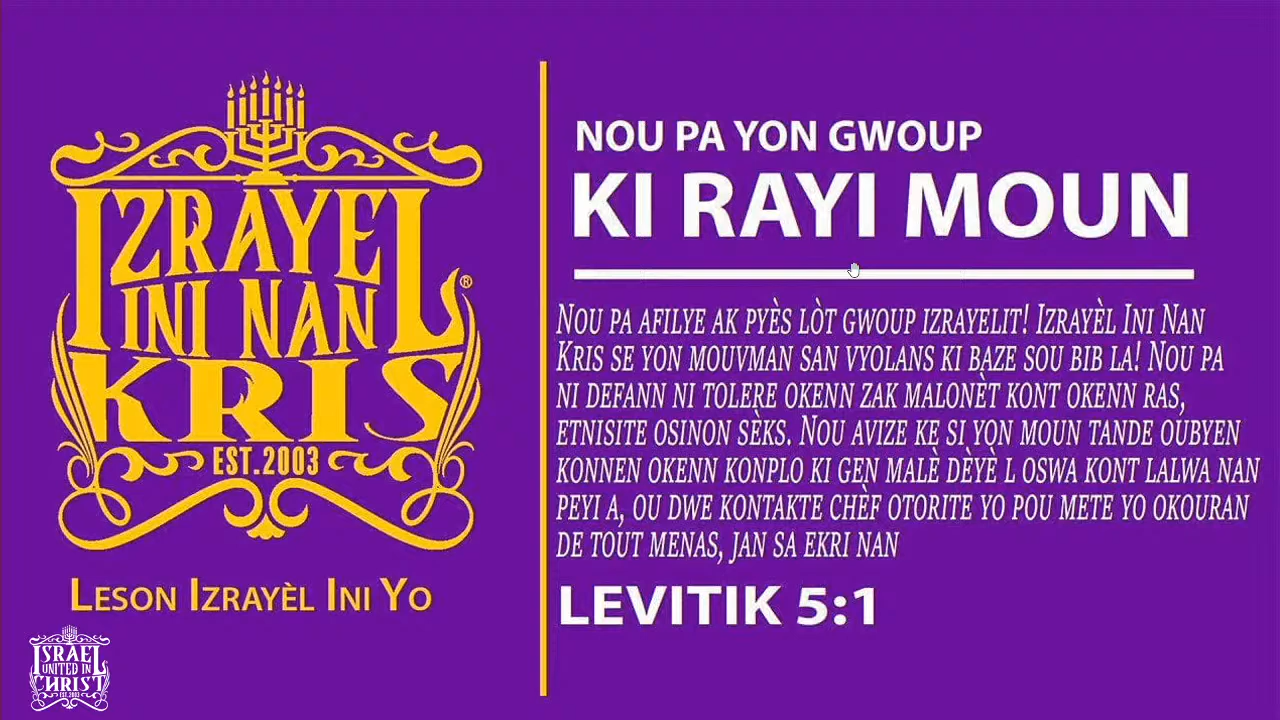 IZRAYEL
INI NAN
KRIS
®
EST.2003
LESON IZRAYÈL INI YO
ISRAEL
UNITED IN
CHRIST
EST.2003
NOU PA YON GWOUP
KI RAYI MOUN
NOU PA AFILYE AK PYÈS LÒT GWOUP IZRAYELIT! IZRAYÈL INI NAN
KRIS SE YON MOUVMAN SAN VYOLANS KI BAZE SOU BIB LA! NOU PA
NI DEFANN NI TOLERE OKENN ZAK MALONÈT KONT OKENN RAS,
ETNISITE OSINON SÈKS. NOU AVIZE KE SI YON MOUN TANDE OUBYEN
KONNEN OKENN KONPLO KI GEN MALÈ DÈYÈ L OSWA KONT LALWA NAN
PEYI A, OU DWE KONTAKTE CHÈF OTORITE YO POU METE YO OKOURAN
DE TOUT MENAS, JAN SA EKRI NAN
LEVITIK 5:1